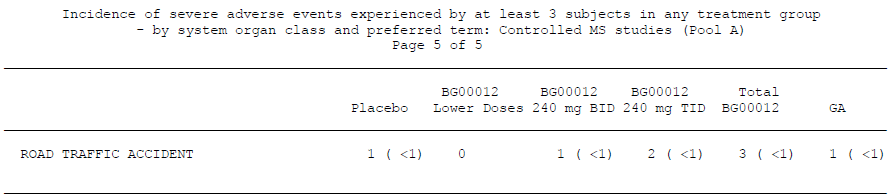 Incidence of severe adverse events experienced by at least 3 subjects in any treatment group
- by system organ class and preferred term: Controlled MS studies (Pool A)
Page 5 of 5
BG00012 BG00012 BG00012 Total
Placebo Lower Doses 240 mg BID 240 mg TID BG00012 GA
ROAD TRAFFIC ACCIDENT 1 ( <1) 0 1 ( <1) 2 ( <1) 3 ( <1) 1 ( <1)